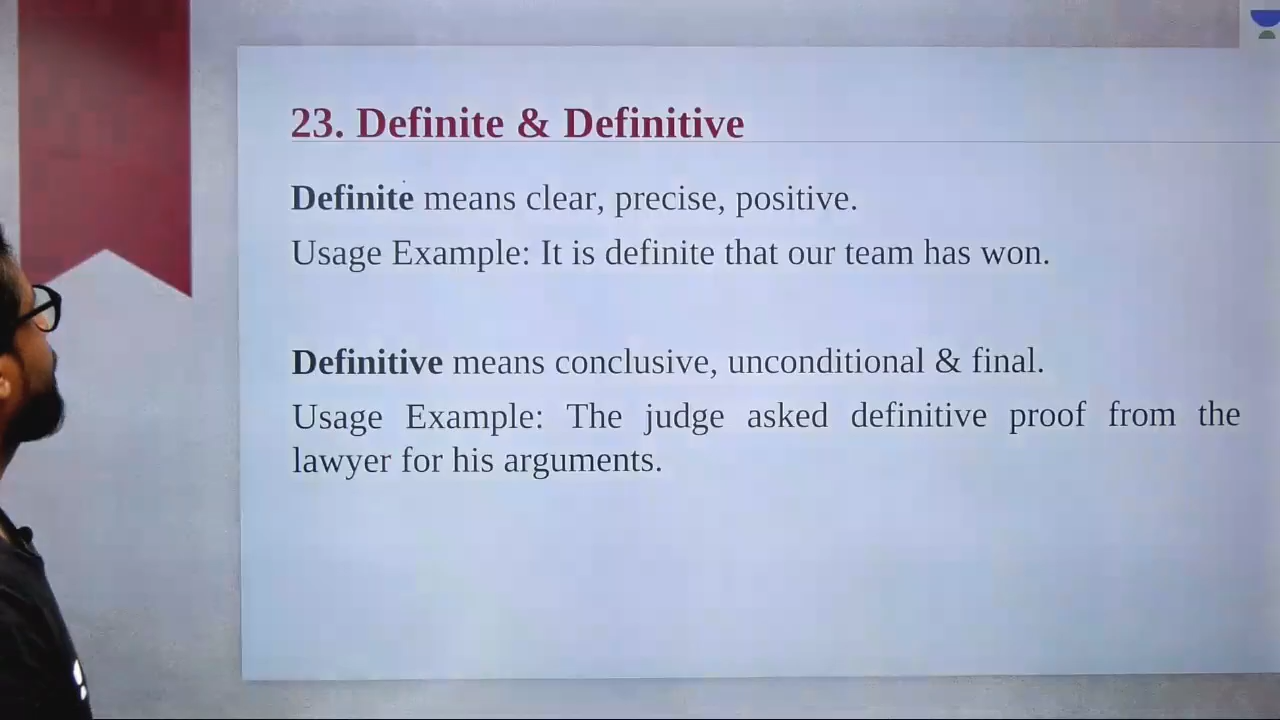 23. Definite & Definitive
Definite means clear, precise, positive.
Usage Example: It is definite that our team has won.
Definitive means conclusive, unconditional & final.
Usage Example: The judge asked definitive proof from the
lawyer for his arguments.